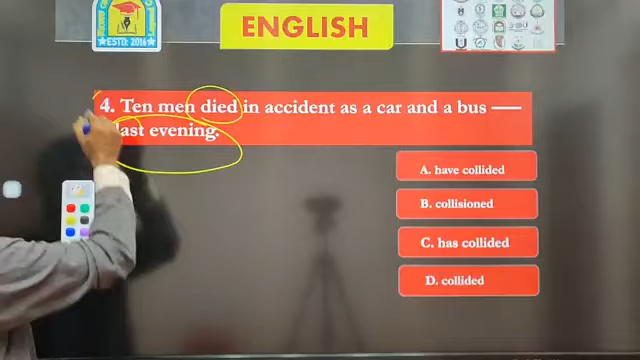 ESTD: 2016
ENGLISH
4. Ten men died in accident as a car and a bus ——
last evening.
A. have collided
B. collisioned
C. has collided
D. collided